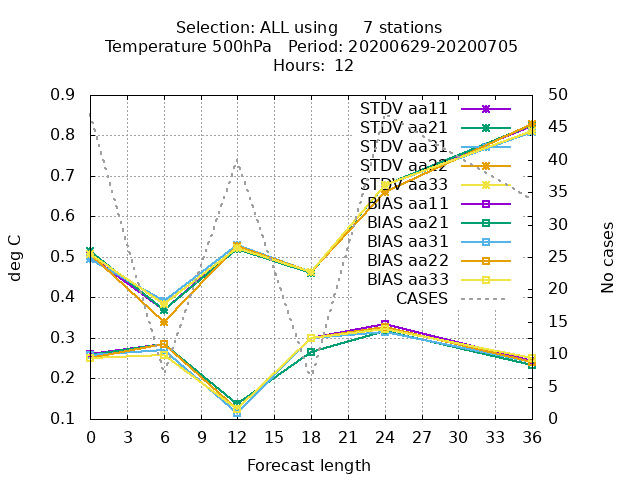 Selection: ALL using 7 stations
Temperature 500hPa Period: 20200629-20200705
Hours: 12
0.9
0.8
0.7
0.6
0.5
0.4
0.3
0.2
0.1
deg C
50
45
40
35
30
25
20
15
10
5
0
No cases
STDV aa11
STDV aa21
STDV aa31
STDV aa22
STDV aa33
BIAS aa11
BIAS aa21
BIAS aa31
BIAS aa22
BIAS aa33
CASES
0 3 6 9 12 15 18 21 24 27 30 33 36
Forecast length